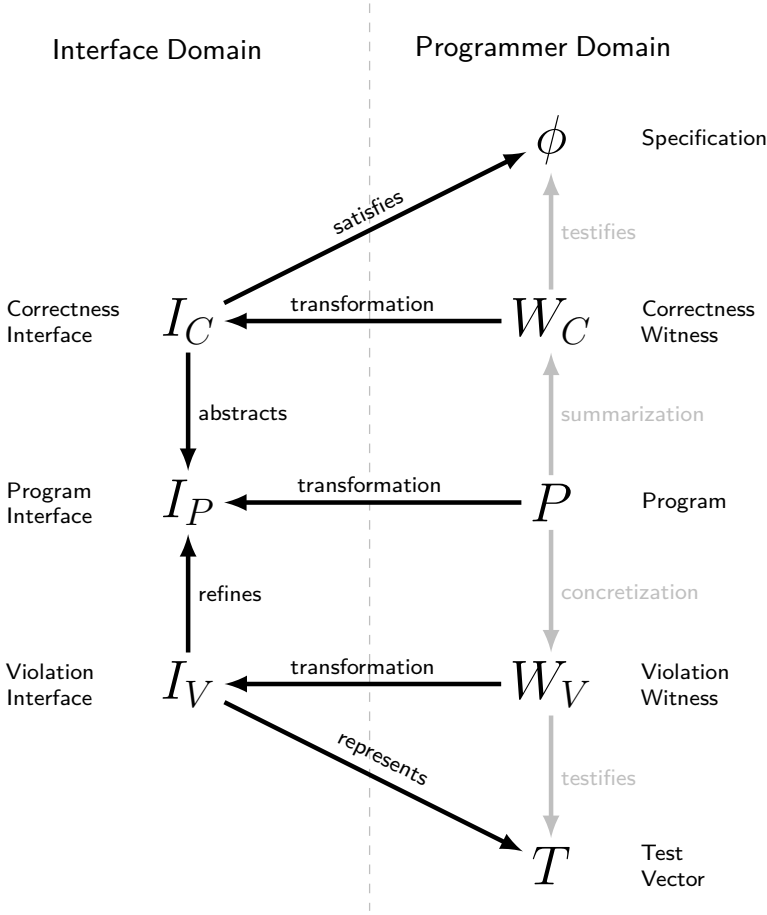 Interface Domain
Programmer Domain
ϕ
Specification
satisfies
testifies
Correctness
Interface
I_C
transformation
W_C
Correctness
Witness
abstracts
summarization
Program
Interface
I_P
transformation
P
Program
refines
concretization
Violation
Interface
I_V
transformation
W_V
Violation
Witness
represents
testifies
T
Test
Vector